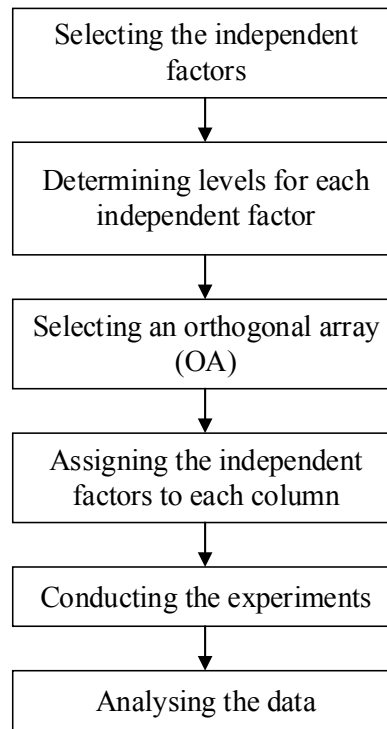 Selecting the independent
factors
Determining levels for each
independent factor
Selecting an orthogonal array
(OA)
Assigning the independent
factors to each column
Conducting the experiments
Analysing the data